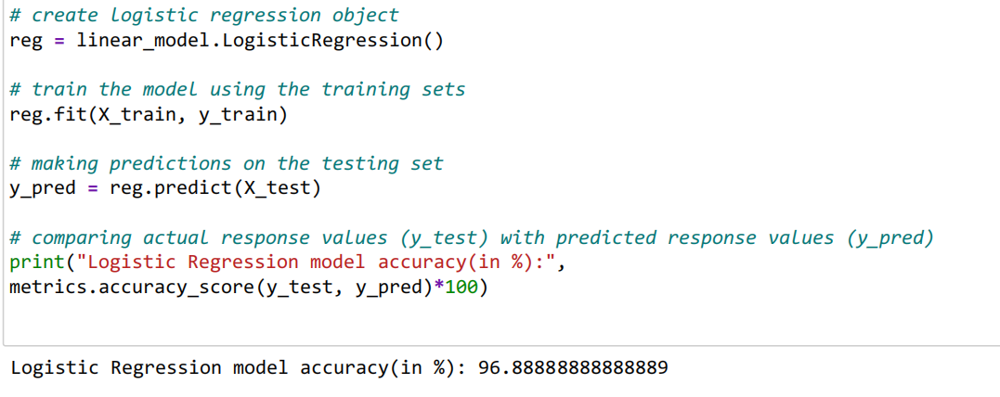 # create logistic regression object
reg = linear_model.LogisticRegression()
# train the model using the training sets
reg.fit(X_train, y_train)
# making predictions on the testing set
y_pred = reg.predict(X_test)
# comparing actual response values (y_test) with predicted response values (y_pred)
print("Logistic Regression model accuracy(in %):",
metrics.accuracy_score(y_test, y_pred)*100)
Logistic Regression model accuracy(in %): 96.88888888888889